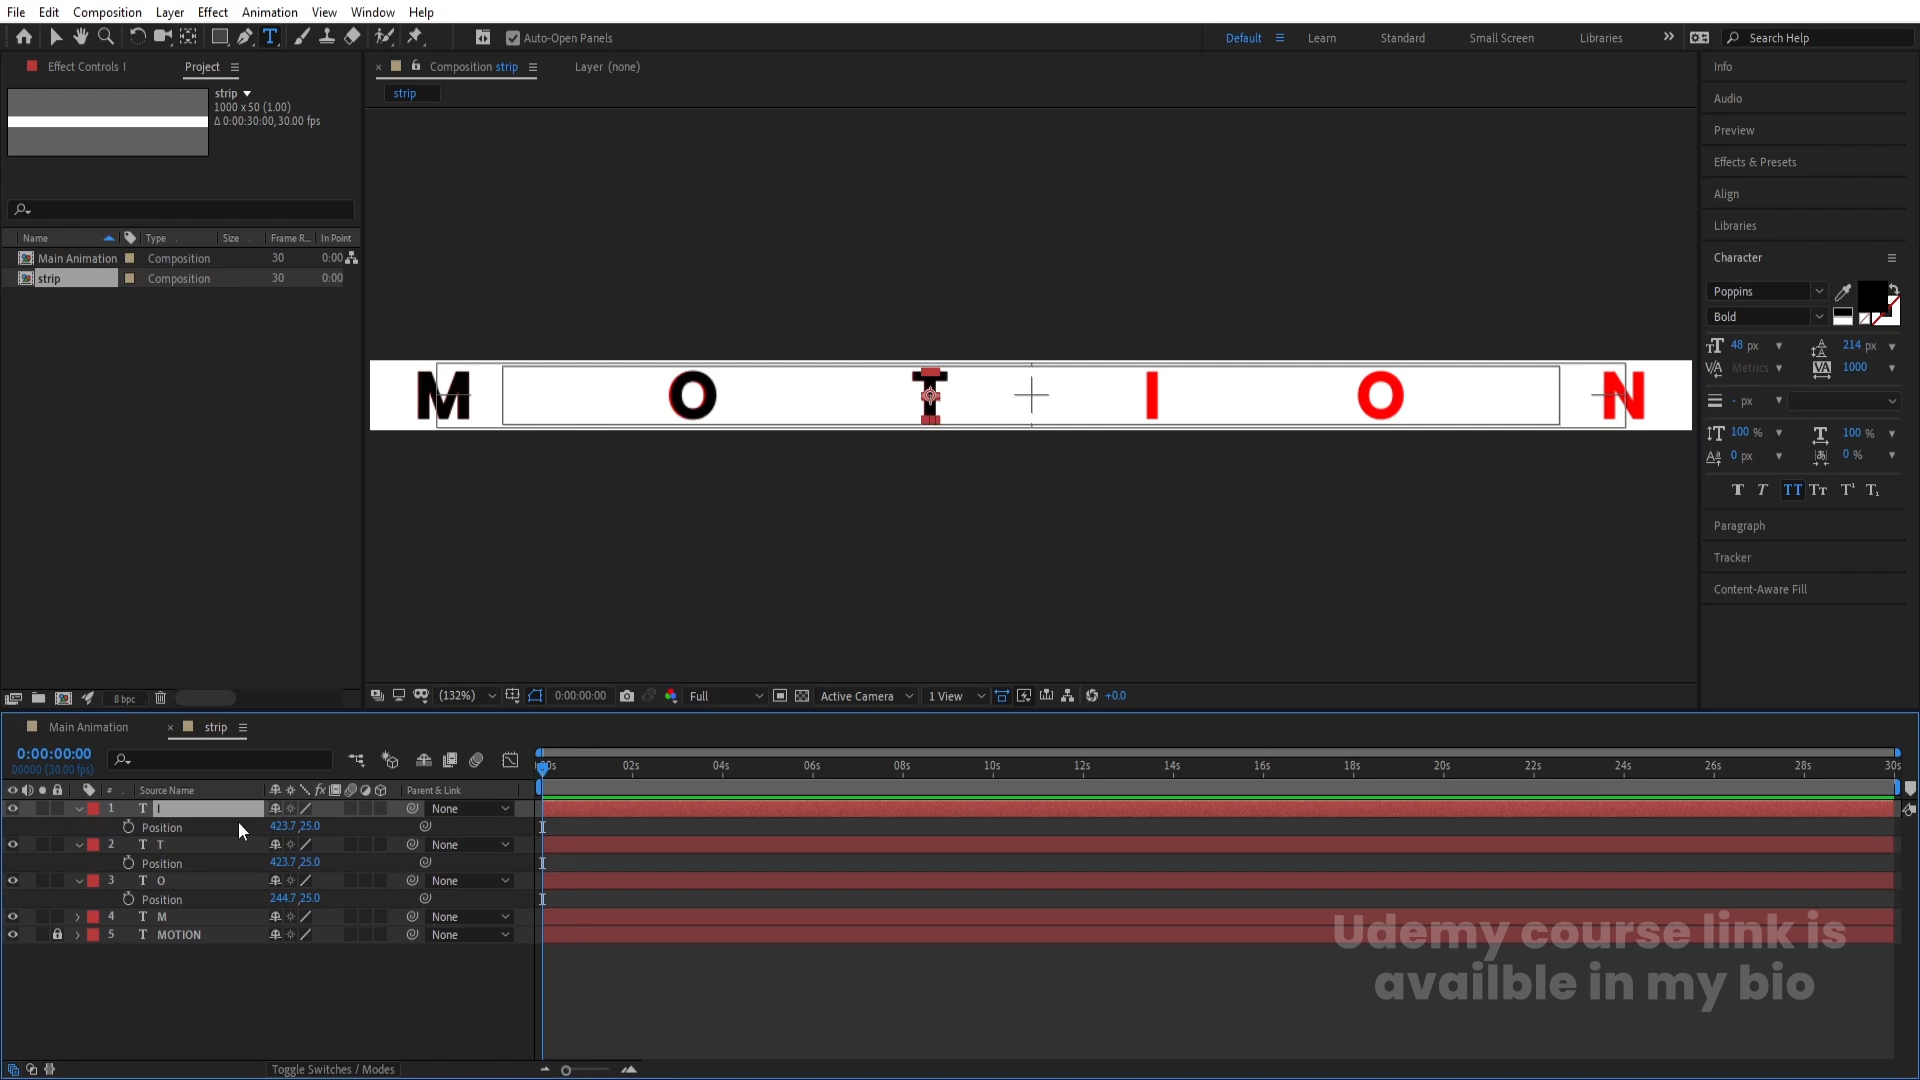 File Edit Composition Layer Effect Animation View Window Help
Auto-Open Panels
Default
Learn
Standard
Small Screen
Libraries
Search Help
Effect Controls I
Project
strip
1000 x 50 (1.00)
Δ 0:00:30:00, 30.00 fps
Name Type Size Frame R... In Point
Main Animation Composition 30 0:00
strip Composition 30 0:00
8 bpc
Composition strip
Layer (none)
strip
M O T I O N
(132%)
0:00:00:00
Full
Active Camera
1 View
+0.0
Info
Audio
Preview
Effects & Presets
Align
Libraries
Character
Poppins
Bold
48 px
214 px
Metrics
1000
- px
100 %
100 %
0 px
0 %
T T TT Tт T¹ T₁
Paragraph
Tracker
Content-Aware Fill
Main Animation
strip
0:00:00:00
00000 (30.00 fps)
# Source Name Parent & Link
1 T I None
Position 423.7,25.0
2 T T None
Position 423.7,25.0
3 T O None
Position 244.7,25.0
4 T M None
5 T MOTION None
:00s 02s 04s 06s 08s 10s 12s 14s 16s 18s 20s 22s 24s 26s 28s 30s
Udemy course link is
availble in my bio
Toggle Switches / Modes